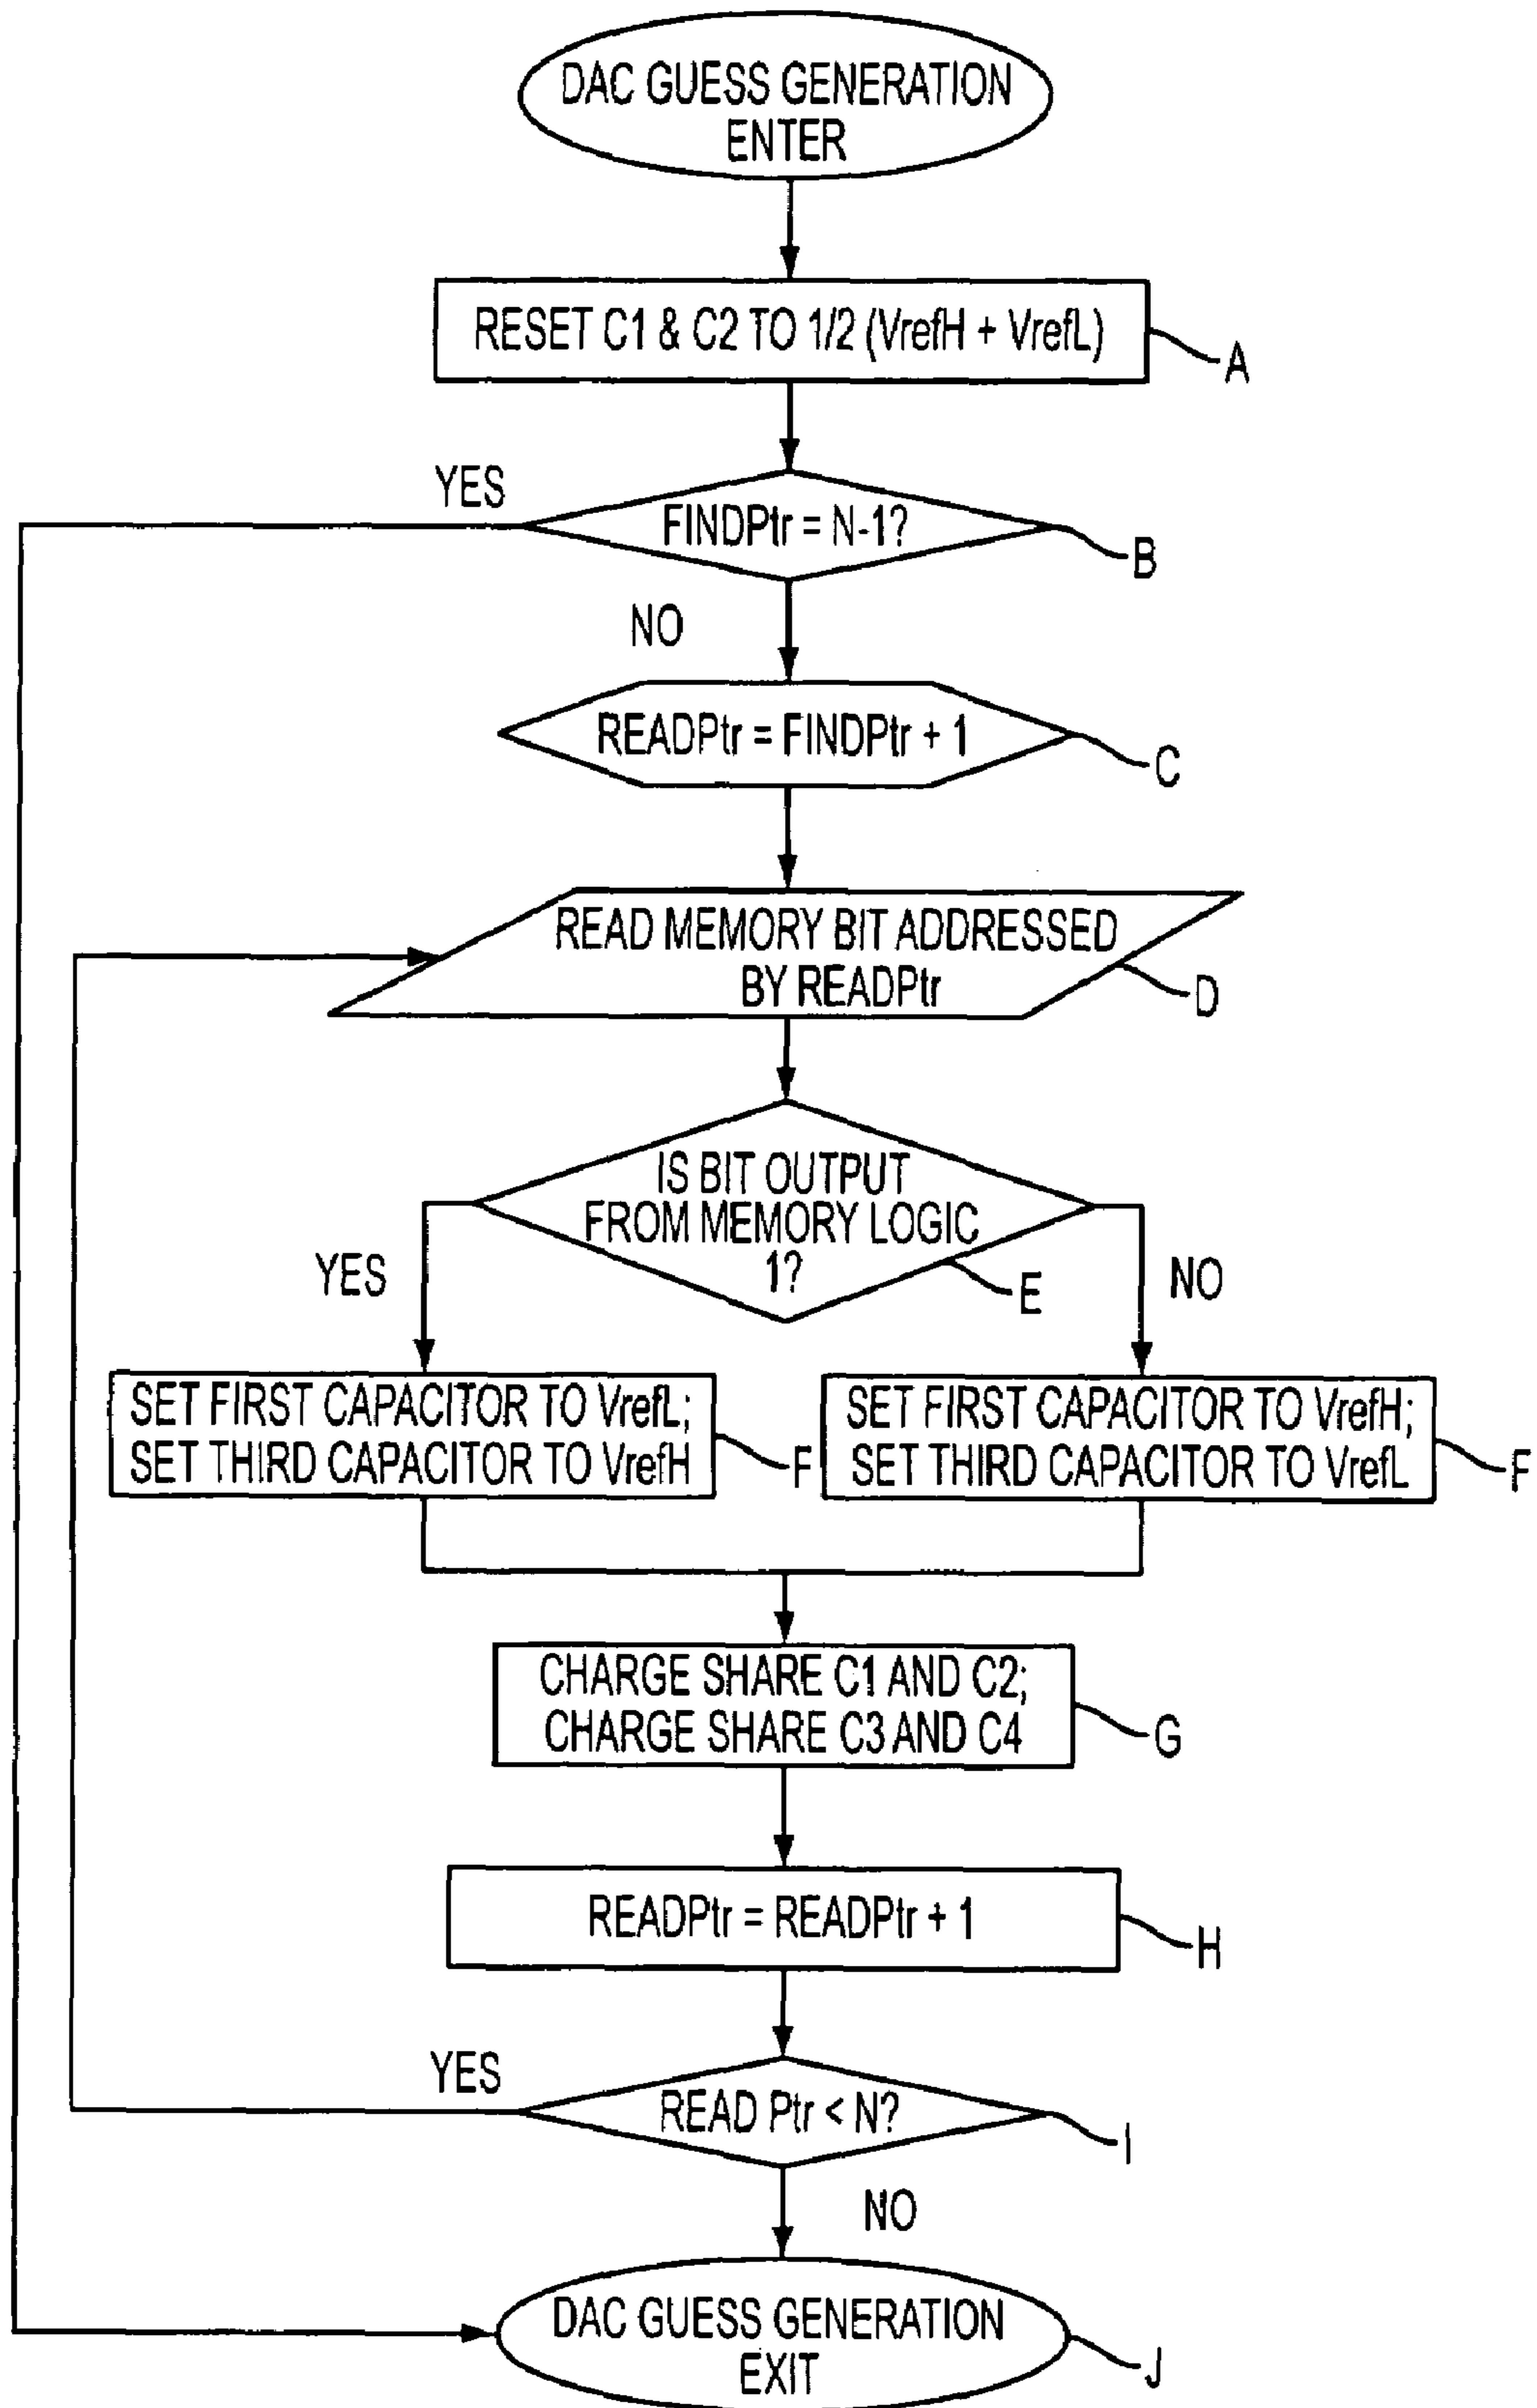 DAC GUESS GENERATION
ENTER
RESET C1 & C2 TO 1/2 (VrefH + VrefL)
A
YES
FINDPtr = N-1?
B
NO
READPtr = FINDPtr + 1
C
READ MEMORY BIT ADDRESSED
BY READPtr
D
IS BIT OUTPUT
FROM MEMORY LOGIC
1?
E
YES
NO
SET FIRST CAPACITOR TO VrefL;
SET THIRD CAPACITOR TO VrefH
F
SET FIRST CAPACITOR TO VrefH;
SET THIRD CAPACITOR TO VrefL
F
CHARGE SHARE C1 AND C2;
CHARGE SHARE C3 AND C4
G
READPtr = READPtr + 1
H
YES
READ Ptr < N?
I
NO
DAC GUESS GENERATION
EXIT
J